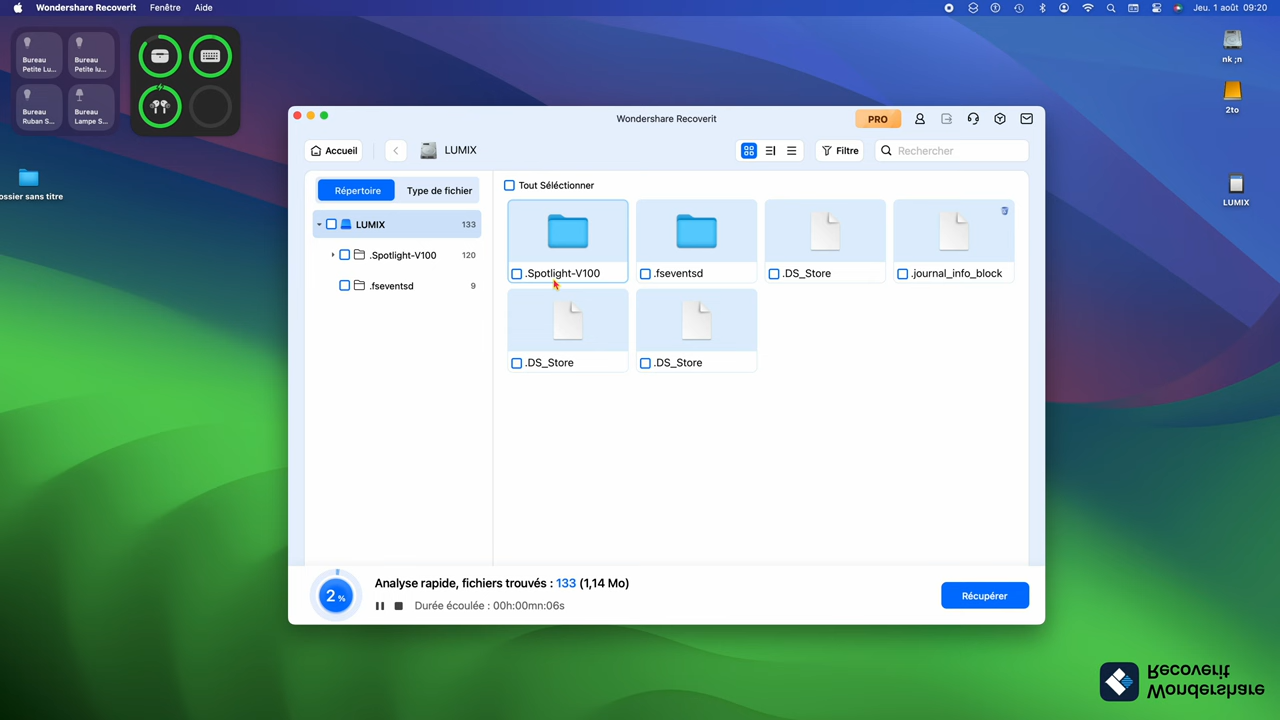 Wondershare Recoverit Fenêtre Aide
Jeu. 1 août 09:20
Bureau
Petite Lu...
Bureau
Petite lu...
Bureau
Ruban S...
Bureau
Lampe S...
ossier sans titre
nk ;n
2to
LUMIX
Wondershare Recoverit
PRO
Accueil
LUMIX
Filtre
Rechercher
Répertoire
Type de fichier
LUMIX 133
.Spotlight-V100 120
.fseventsd 9
Tout Séléctionner
.Spotlight-V100
.fseventsd
.DS_Store
.journal_info_block
.DS_Store
.DS_Store
2 %
Analyse rapide, fichiers trouvés : 133 (1,14 Mo)
Durée écoulée : 00h:00mn:06s
Récupérer
Wondershare
Recoverit